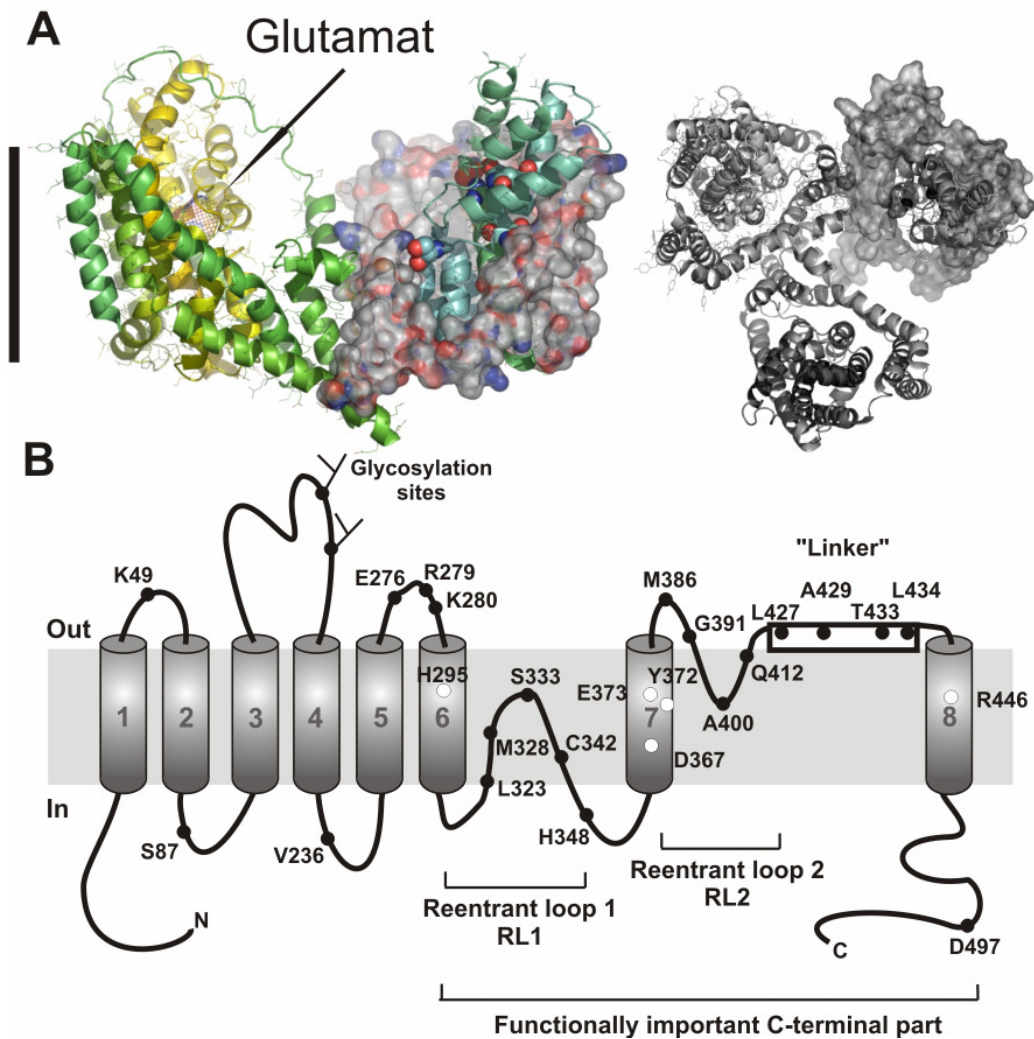 A
Glutamat
B
Glycosylation
sites
"Linker"
K49
E276
R279
K280
M386
G391
L427
A429
T433
L434
Out
H295
S333
E373
Y372
Q412
R446
1
2
3
4
5
6
7
8
M328
C342
A400
D367
L323
In
S87
V236
H348
Reentrant loop 1
RL1
Reentrant loop 2
RL2
N
C
D497
Functionally important C-terminal part